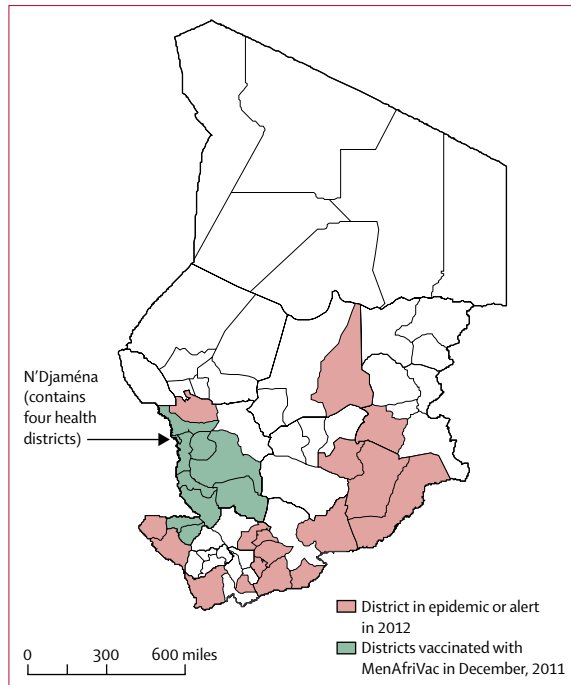 N'Djaména
(contains
four health
districts)
District in epidemic or alert
in 2012
Districts vaccinated with
MenAfriVac in December, 2011
0 300 600 miles